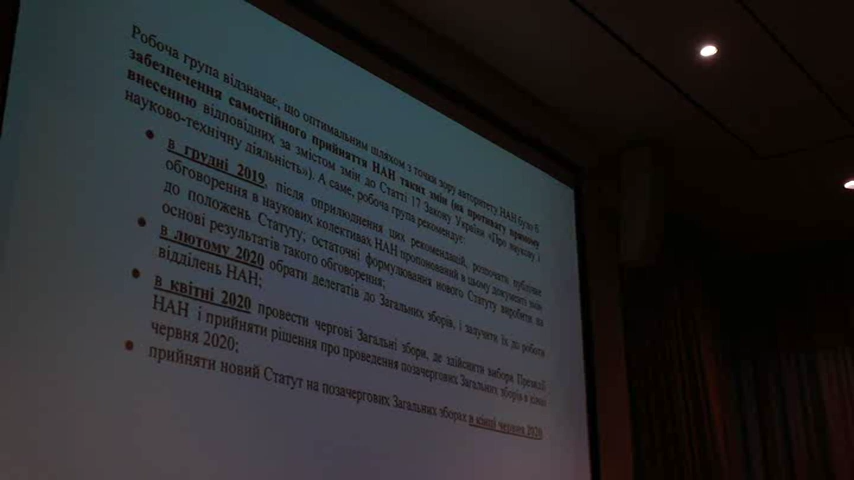 Робоча група відзначає, що оптимальним шляхом з точки зору авторитету НАН було б
забезпечення самостійного прийняття НАН таких змін (на противагу прямому
внесенню відповідних за змістом змін до Статті 17 Закону України «Про наукову і
науково-технічну діяльність»). А саме, робоча група рекомендує:
• в грудні 2019, після оприлюднення цих рекомендацій, розпочати публічне
обговорення в наукових колективах НАН пропонований в цьому документі змін
до положень Статуту; остаточні формулювання нового Статуту виробити на
основі результатів такого обговорення;
• в лютому 2020 обрати делегатів до Загальних зборів, і залучити їх до роботи
відділень НАН;
• в квітні 2020 провести чергові Загальні збори, де здійснити вибори Президії
НАН і прийняти рішення про проведення позачергових Загальних зборів в кінці
червня 2020;
• прийняти новий Статут на позачергових Загальних зборах в кінці червня 2020.